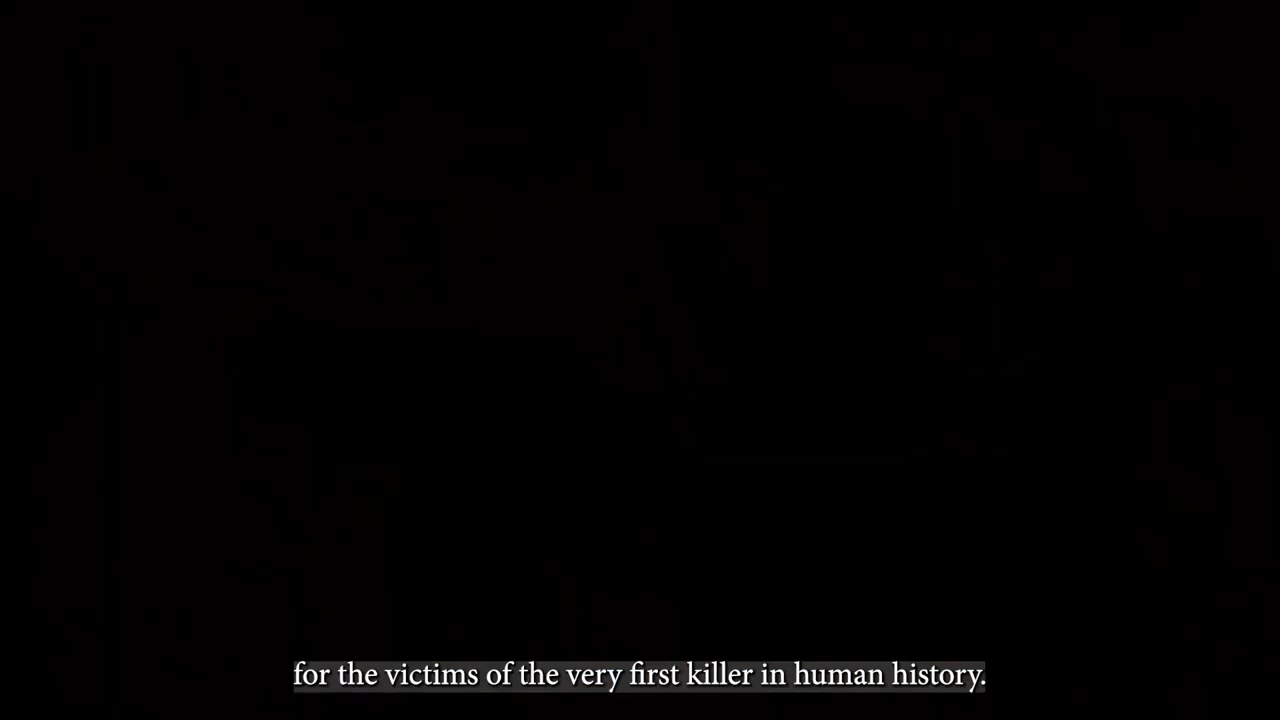 for the victims of the very first killer in human history.